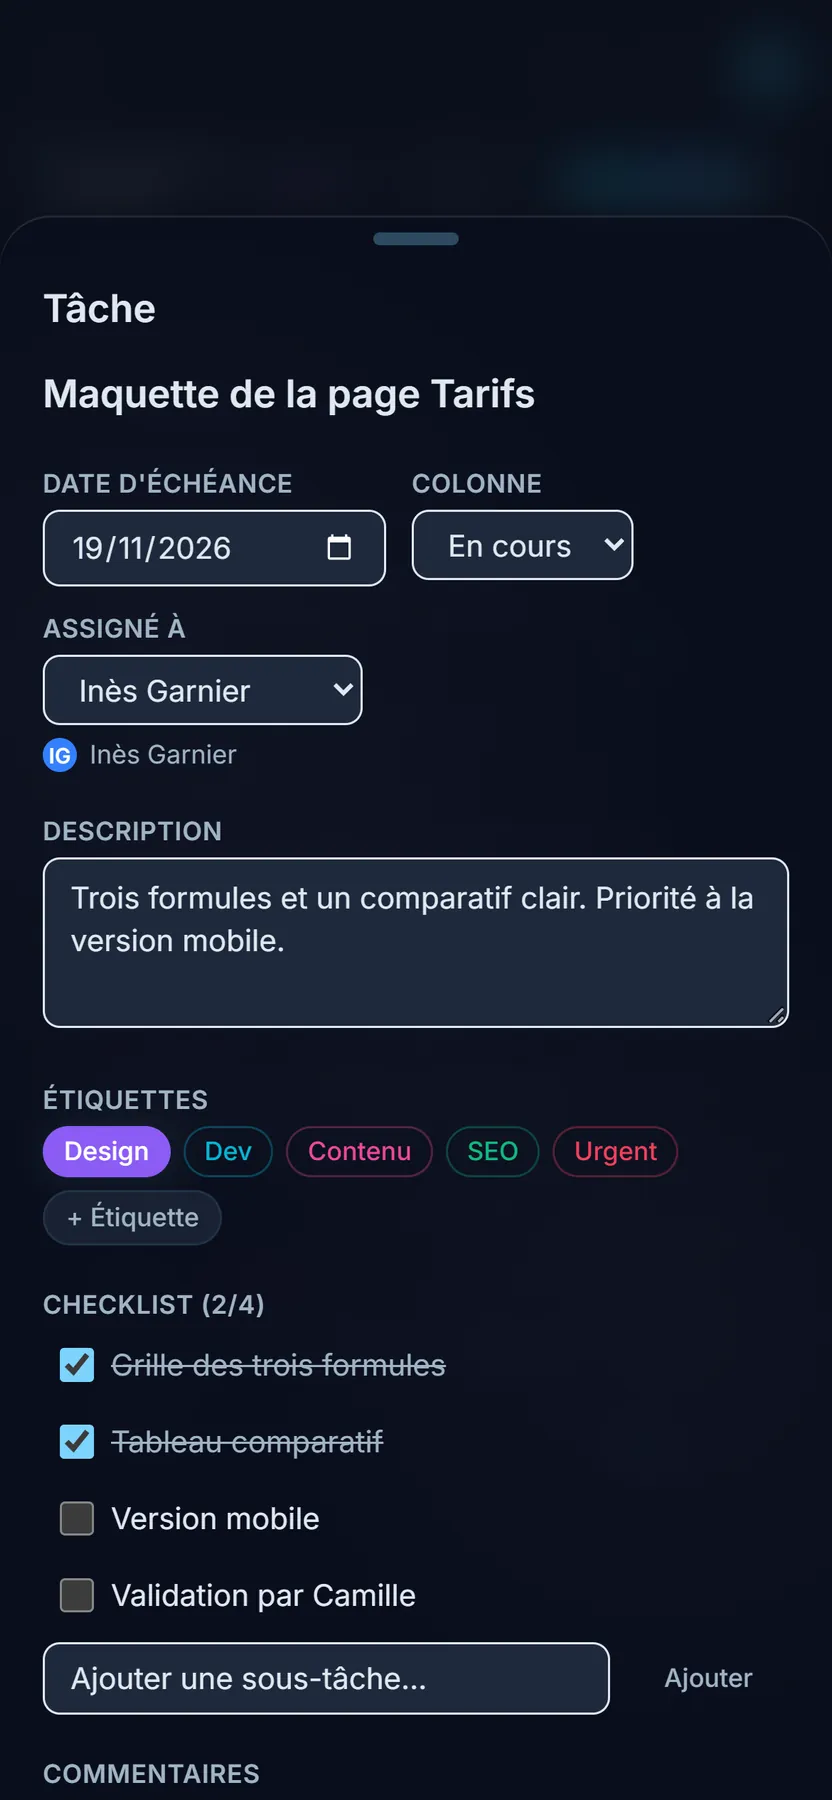 Tâche
Maquette de la page Tarifs
DATE D'ÉCHÉANCE
COLONNE
19/11/2026
En cours
ASSIGNÉ À
Inès Garnier
IG Inès Garnier
DESCRIPTION
Trois formules et un comparatif clair. Priorité à la
version mobile.
ÉTIQUETTES
Design Dev Contenu SEO Urgent
+ Étiquette
CHECKLIST (2/4)
Grille des trois formules
Tableau comparatif
Version mobile
Validation par Camille
Ajouter une sous-tâche... Ajouter
COMMENTAIRES